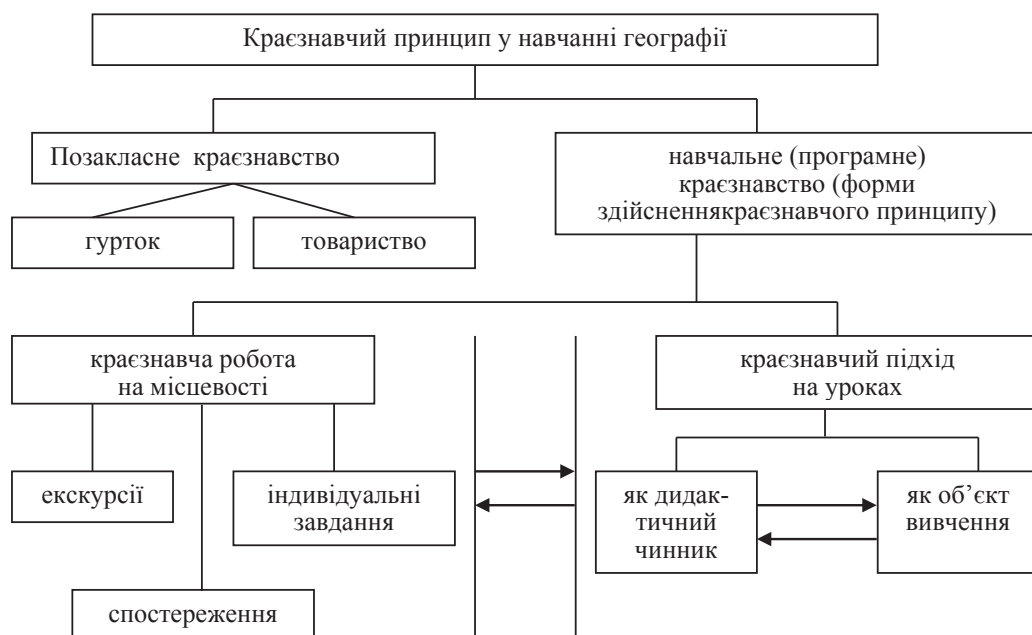 Краєзнавчий принцип у навчанні географії
Позакласне краєзнавство
навчальне (програмне)
краєзнавство (форми
здійсненнякраєзнавчого принципу)
гурток
товариство
краєзнавча робота
на місцевості
краєзнавчий підхід
на уроках
екскурсії
індивідуальні
завдання
як дидак-
тичний
чинник
як об’єкт
вивчення
спостереження